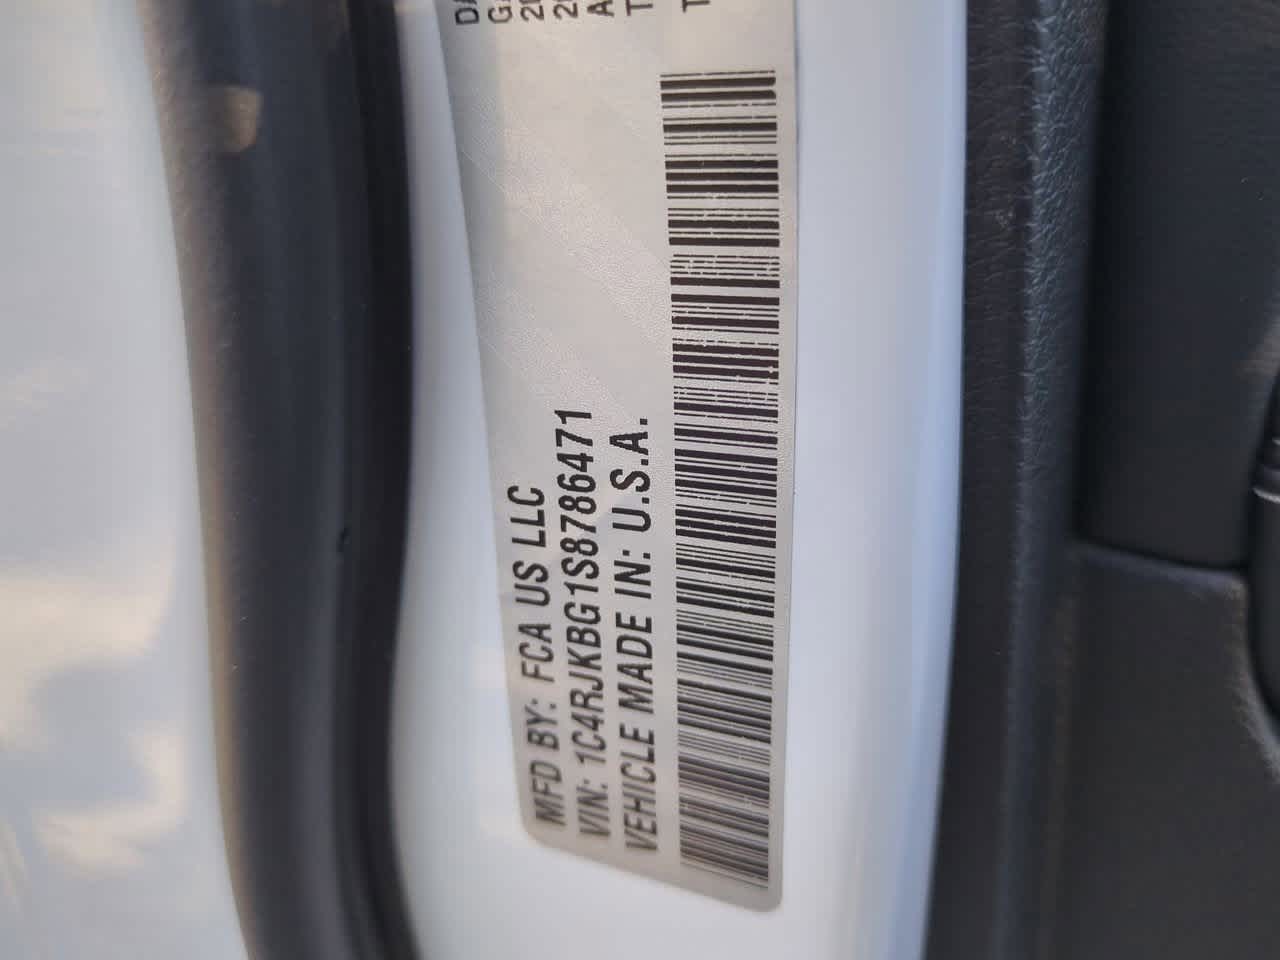 MFD BY: FCA US LLC
VIN: 1C4RJKBG1S8786471
VEHICLE MADE IN: U.S.A.